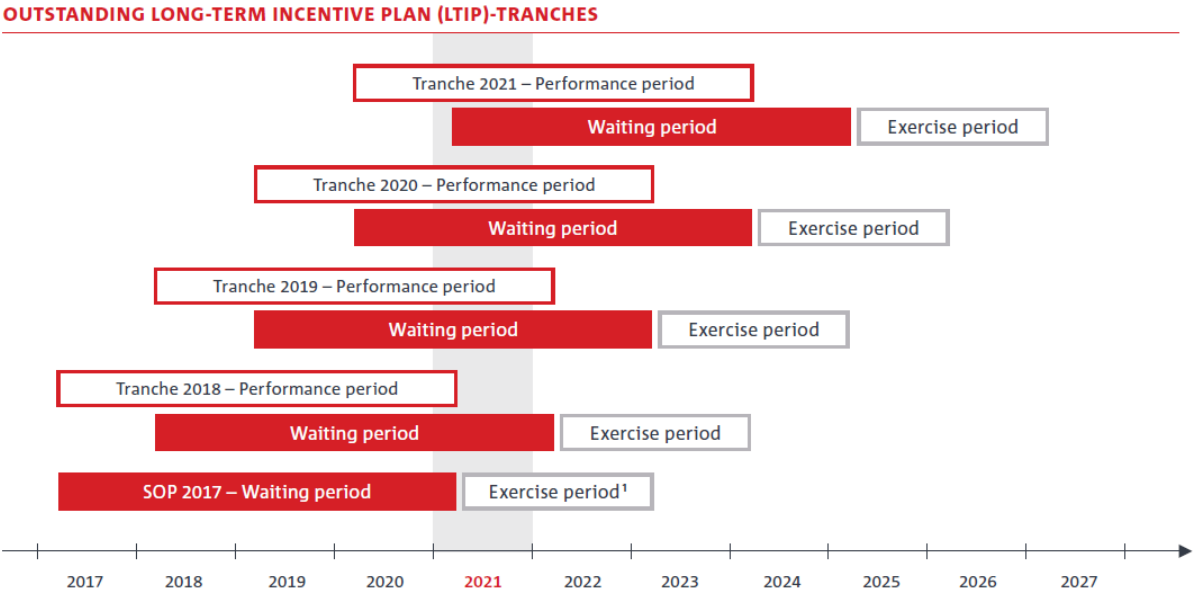 OUTSTANDING LONG-TERM INCENTIVE PLAN (LTIP)-TRANCHES
Tranche 2021 – Performance period
Waiting period
Exercise period
Tranche 2020 – Performance period
Waiting period
Exercise period
Tranche 2019 – Performance period
Waiting period
Exercise period
Tranche 2018 – Performance period
Waiting period
Exercise period
SOP 2017 – Waiting period
Exercise period¹
2017 2018 2019 2020 2021 2022 2023 2024 2025 2026 2027